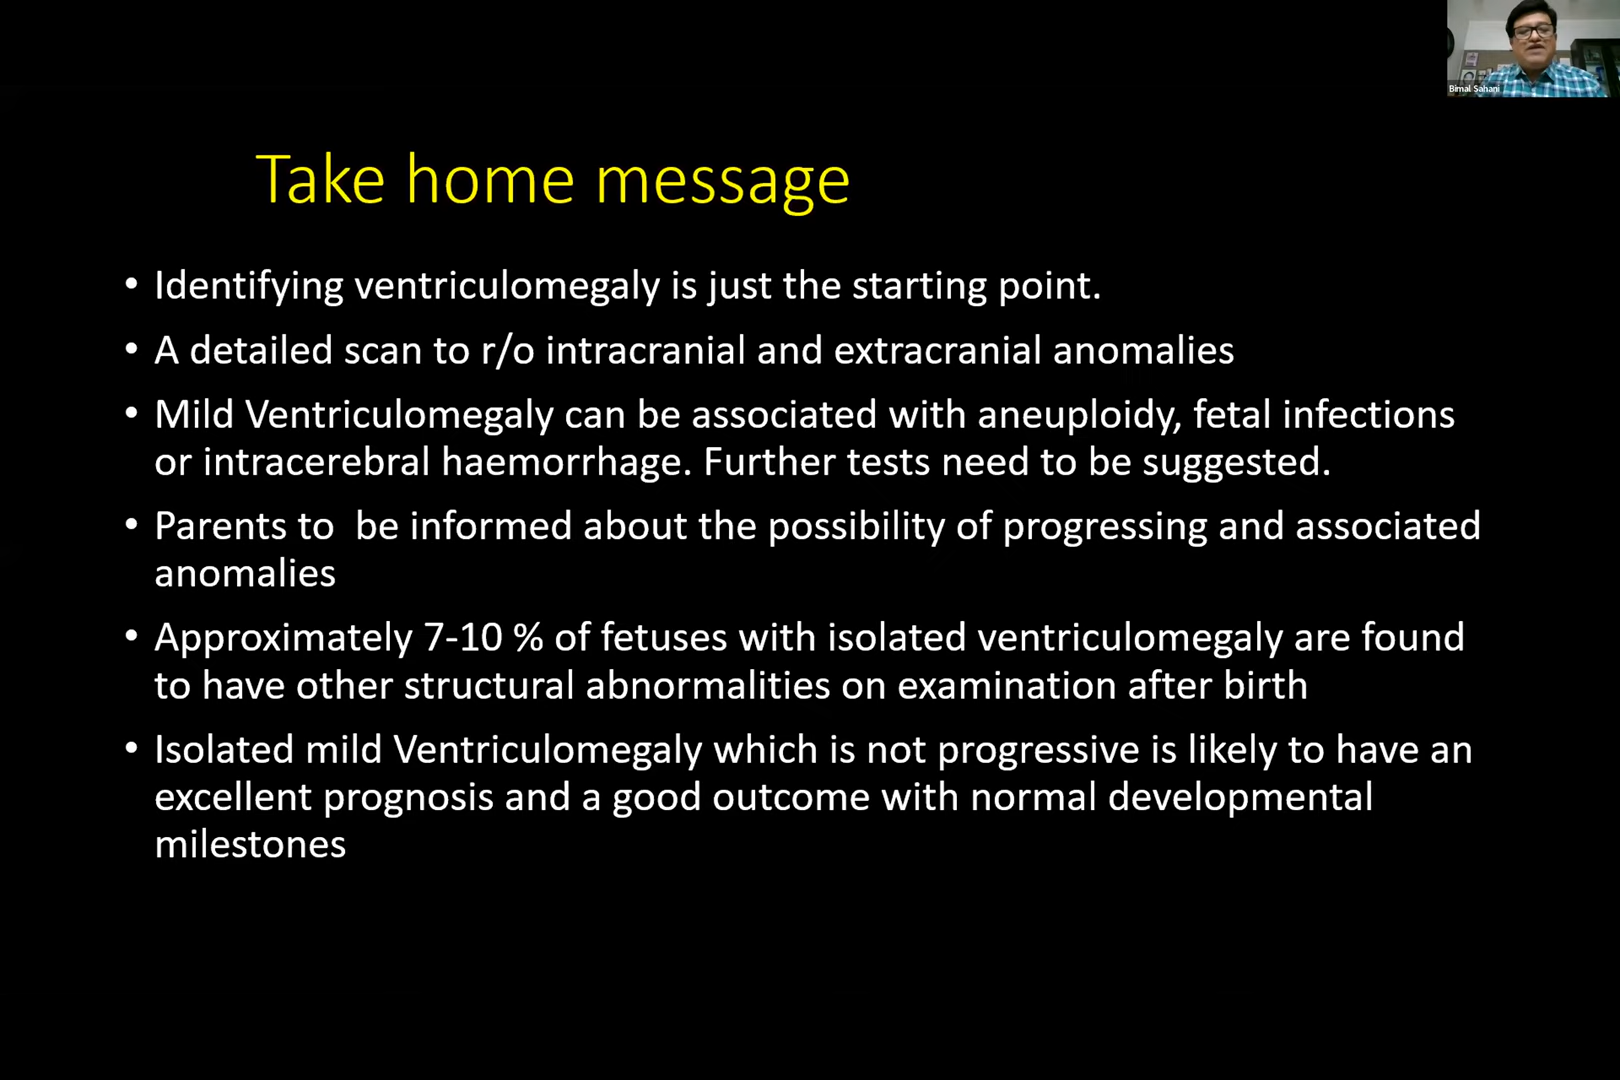 Bimal Sahani
Take home message
• Identifying ventriculomegaly is just the starting point.
• A detailed scan to r/o intracranial and extracranial anomalies
• Mild Ventriculomegaly can be associated with aneuploidy, fetal infections
or intracerebral haemorrhage. Further tests need to be suggested.
• Parents to  be informed about the possibility of progressing and associated
anomalies
• Approximately 7-10 % of fetuses with isolated ventriculomegaly are found
to have other structural abnormalities on examination after birth
• Isolated mild Ventriculomegaly which is not progressive is likely to have an
excellent prognosis and a good outcome with normal developmental
milestones